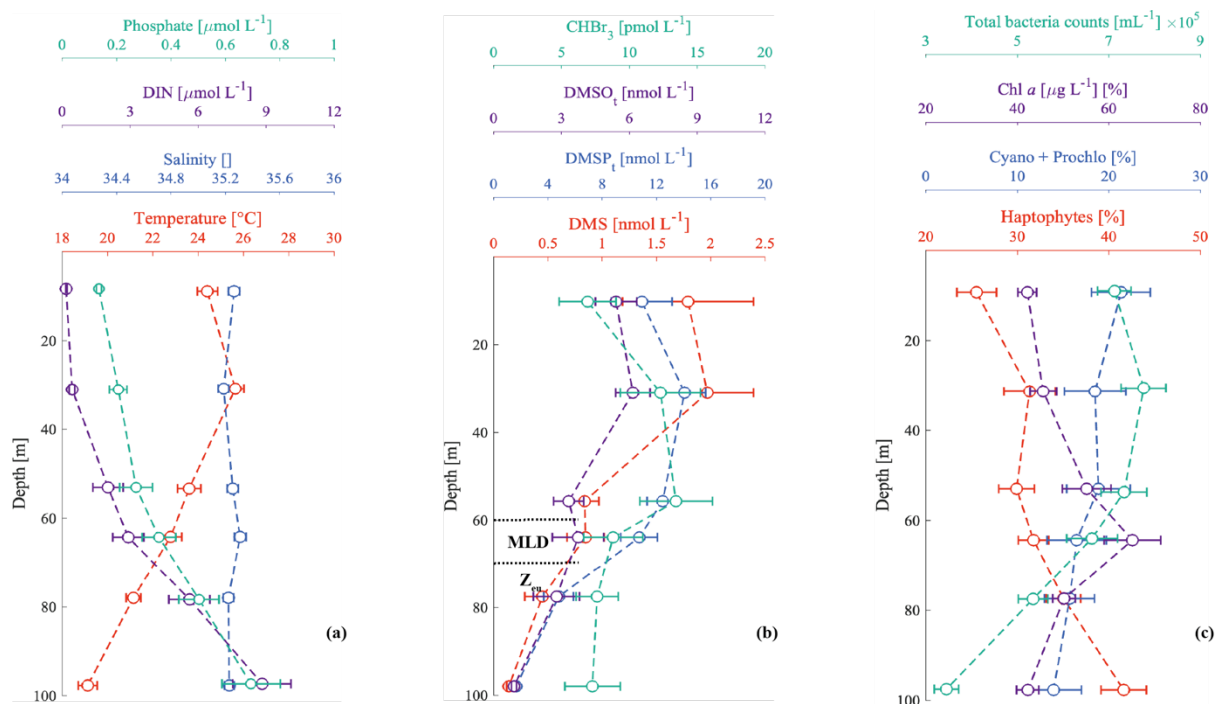 Phosphate [μmol L⁻¹]
0 0.2 0.4 0.6 0.8 1
DIN [μmol L⁻¹]
0 3 6 9 12
Salinity []
34 34.4 34.8 35.2 35.6 36
Temperature [°C]
18 20 22 24 26 28 30
20
40
60
80
100
Depth [m]
(a)
CHBr₃ [pmol L⁻¹]
0 5 10 15 20
DMSOₜ [nmol L⁻¹]
0 3 6 9 12
DMSPₜ [nmol L⁻¹]
0 4 8 12 16 20
DMS [nmol L⁻¹]
0 0.5 1 1.5 2 2.5
20
40
60
80
100
Depth [m]
MLD
Z_eu
(b)
Total bacteria counts [mL⁻¹] ×10⁵
3 5 7 9
Chl a [μg L⁻¹] [%]
20 40 60 80
Cyano + Prochlo [%]
0 10 20 30
Haptophytes [%]
20 30 40 50
20
40
60
80
100
Depth [m]
(c)